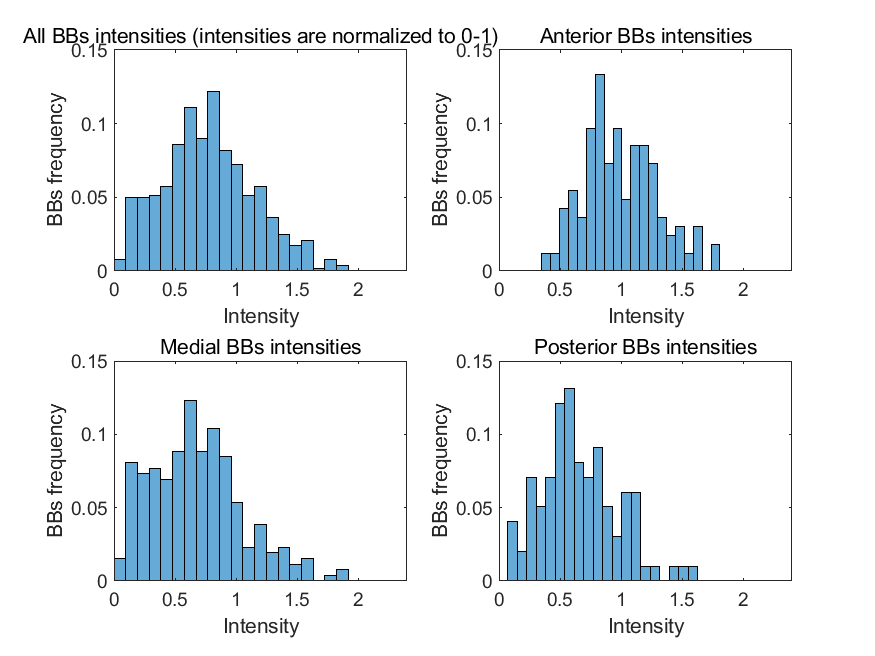 All BBs intensities (intensities are normalized to 0-1)
0.15
0.1
0.05
0
BBs frequency
0 0.5 1 1.5 2
Intensity
Anterior BBs intensities
0.15
0.1
0.05
0
BBs frequency
0 0.5 1 1.5 2
Intensity
Medial BBs intensities
0.15
0.1
0.05
0
BBs frequency
0 0.5 1 1.5 2
Intensity
Posterior BBs intensities
0.15
0.1
0.05
0
BBs frequency
0 0.5 1 1.5 2
Intensity